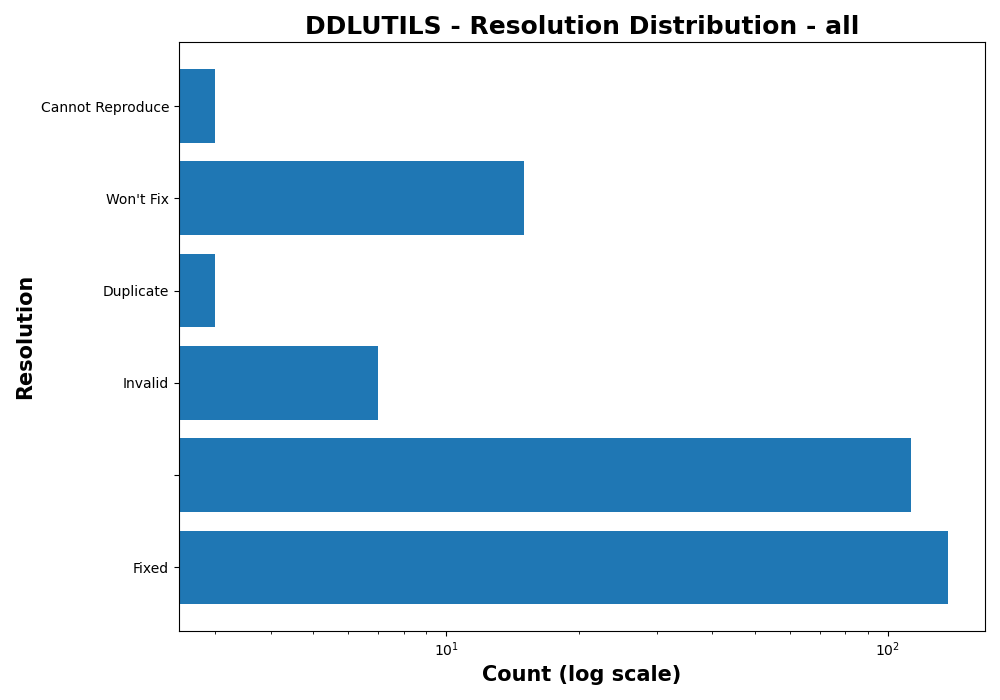 DDLUTILS - Resolution Distribution - all
Cannot Reproduce
Won't Fix
Duplicate
Invalid
Fixed
Resolution
10¹
10²
Count (log scale)